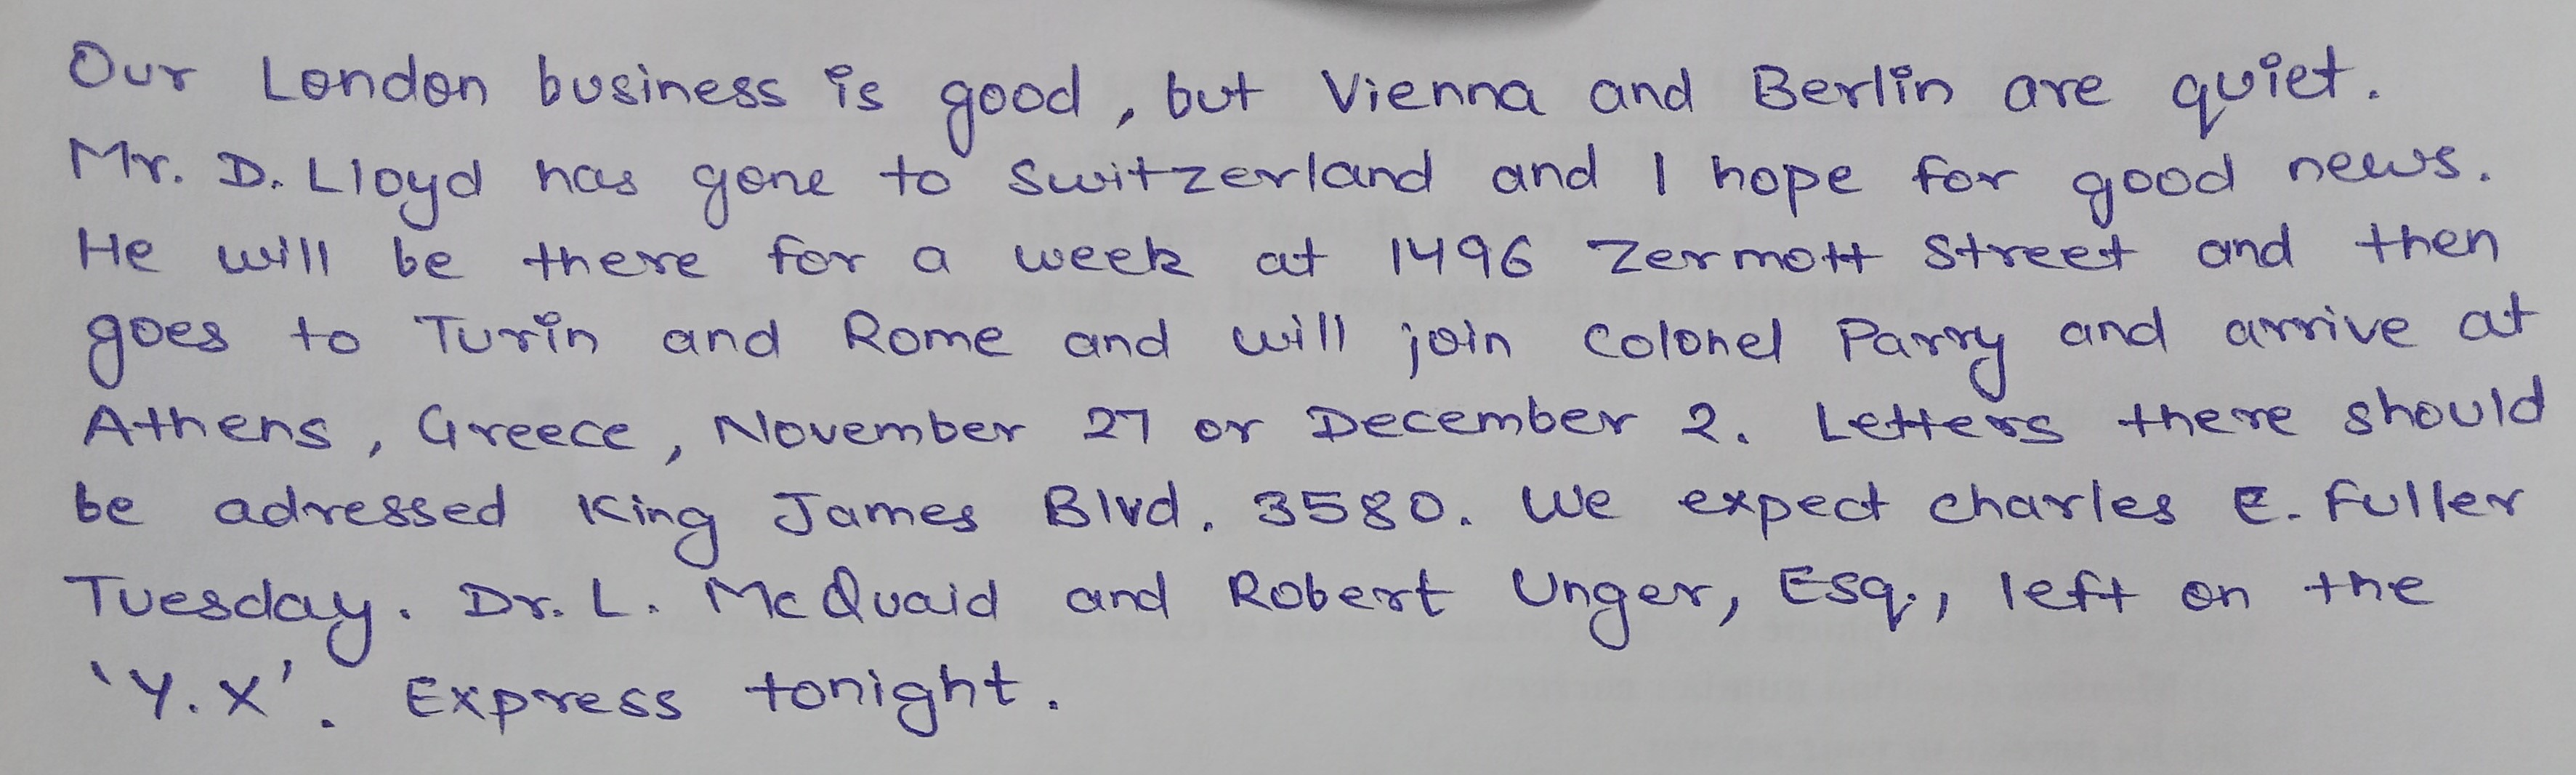 Our London business is good, but Vienna and Berlin are quiet.
Mr. D. Lloyd has gone to Switzerland and I hope for good news.
He will be there for a week at 1496 Zermott Street and then
goes to Turin and Rome and will join Colonel Parry and arrive at
Athens, Greece, November 27 or December 2. Letters there should
be adressed King James Blvd. 3580. We expect Charles E. Fuller
Tuesday. Dr. L. McQuaid and Robert Unger, Esq., left on the
'Y.X'. Express tonight.